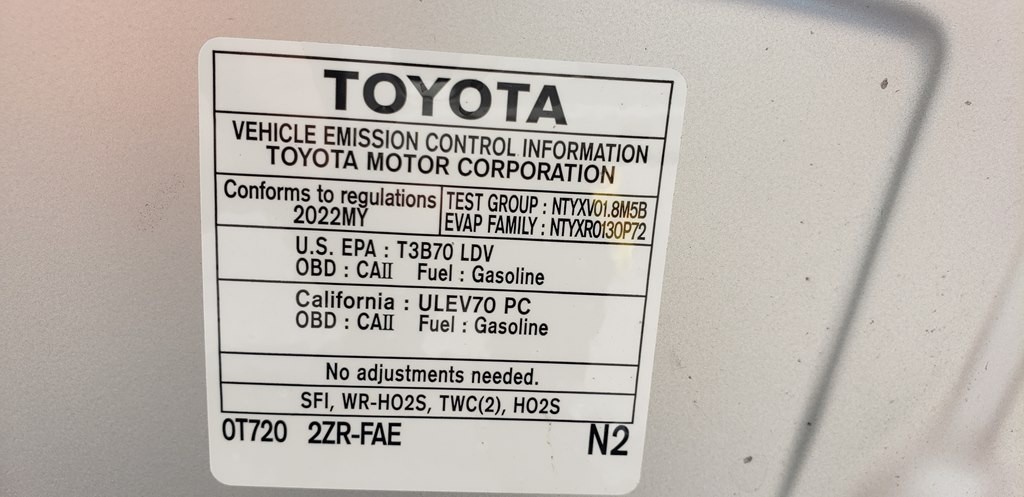 TOYOTA
VEHICLE EMISSION CONTROL INFORMATION
TOYOTA MOTOR CORPORATION
Conforms to regulations
2022MY
TEST GROUP : NTYXV01.8M5B
EVAP FAMILY : NTYXR0130P72
U.S. EPA : T3B70 LDV
OBD : CAⅡ Fuel : Gasoline
California : ULEV70 PC
OBD : CAⅡ Fuel : Gasoline
No adjustments needed.
SFI, WR-HO2S, TWC(2), HO2S
0T720 2ZR-FAE N2